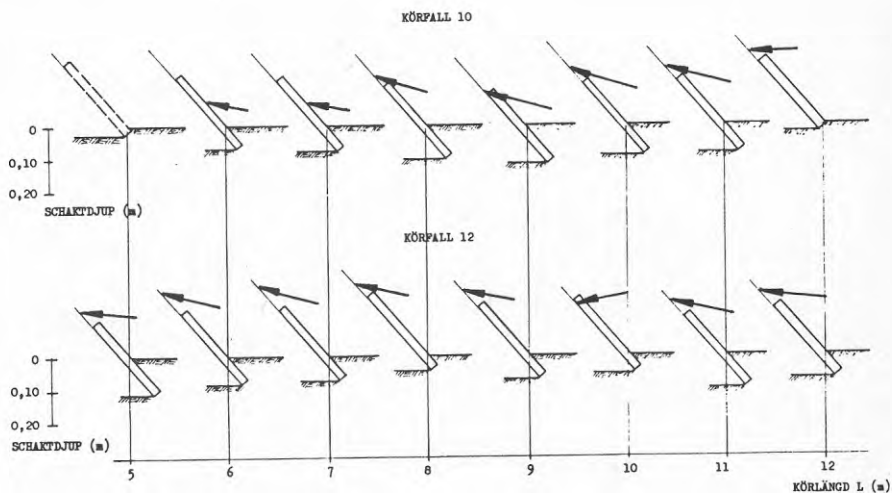 KÖRFALL 10
0
0,10
0,20
SCHAKTDJUP (m)
KÖRFALL 12
0
0,10
0,20
SCHAKTDJUP (m)
5 6 7 8 9 10 11 12
KÖRLÄNGD L (m)